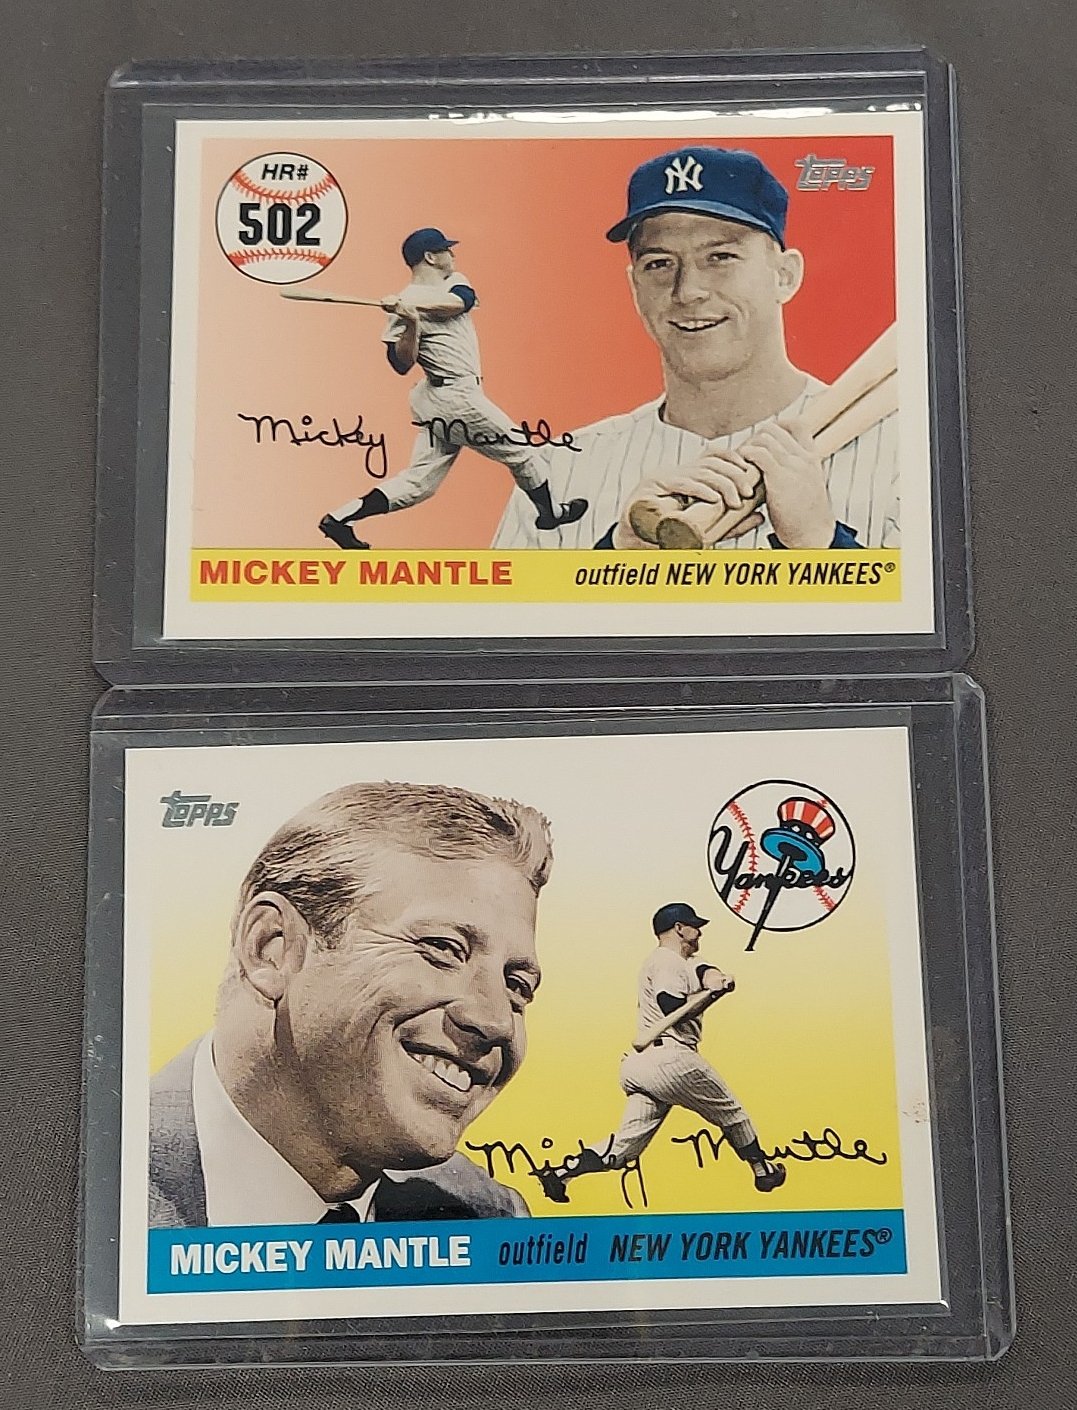 HR#
502
NY
TOPPS
Mickey Mantle
MICKEY MANTLE outfield NEW YORK YANKEES®
TOPPS
Yankees
Mickey Mantle
MICKEY MANTLE outfield NEW YORK YANKEES®